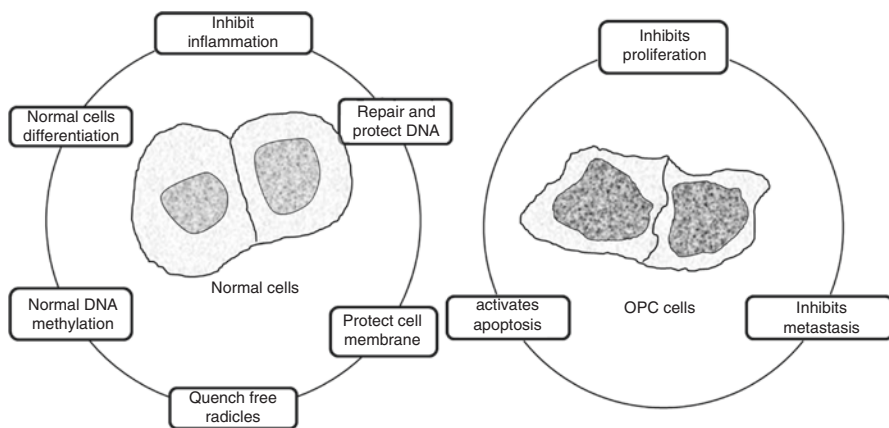 Inhibit
inflammation
Normal cells
differentiation
Repair and
protect DNA
Normal cells
Normal DNA
methylation
Protect cell
membrane
Quench free
radicles
Inhibits
proliferation
activates
apoptosis
OPC cells
Inhibits
metastasis